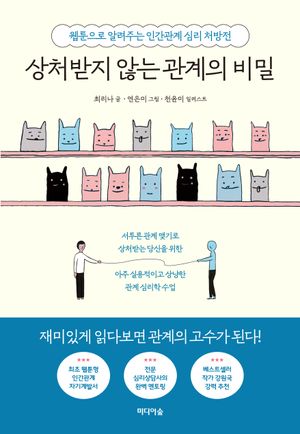 웹툰으로 알려주는 인간관계 심리 처방전
상처받지 않는 관계의 비밀
최리나 글 · 연은미 그림 · 천윤미 일러스트
서투른 관계 맺기로
상처받는 당신을 위한
아주 실용적이고 상냥한
관계 심리학 수업
재미있게 읽다보면 관계의 고수가 된다!
★★★
최초 웹툰형
인간관계
자기계발서
★★★
전문
심리상담사의
완벽 멘토링
★★★
베스트셀러
작가 강원국
강력 추천
미디어숲